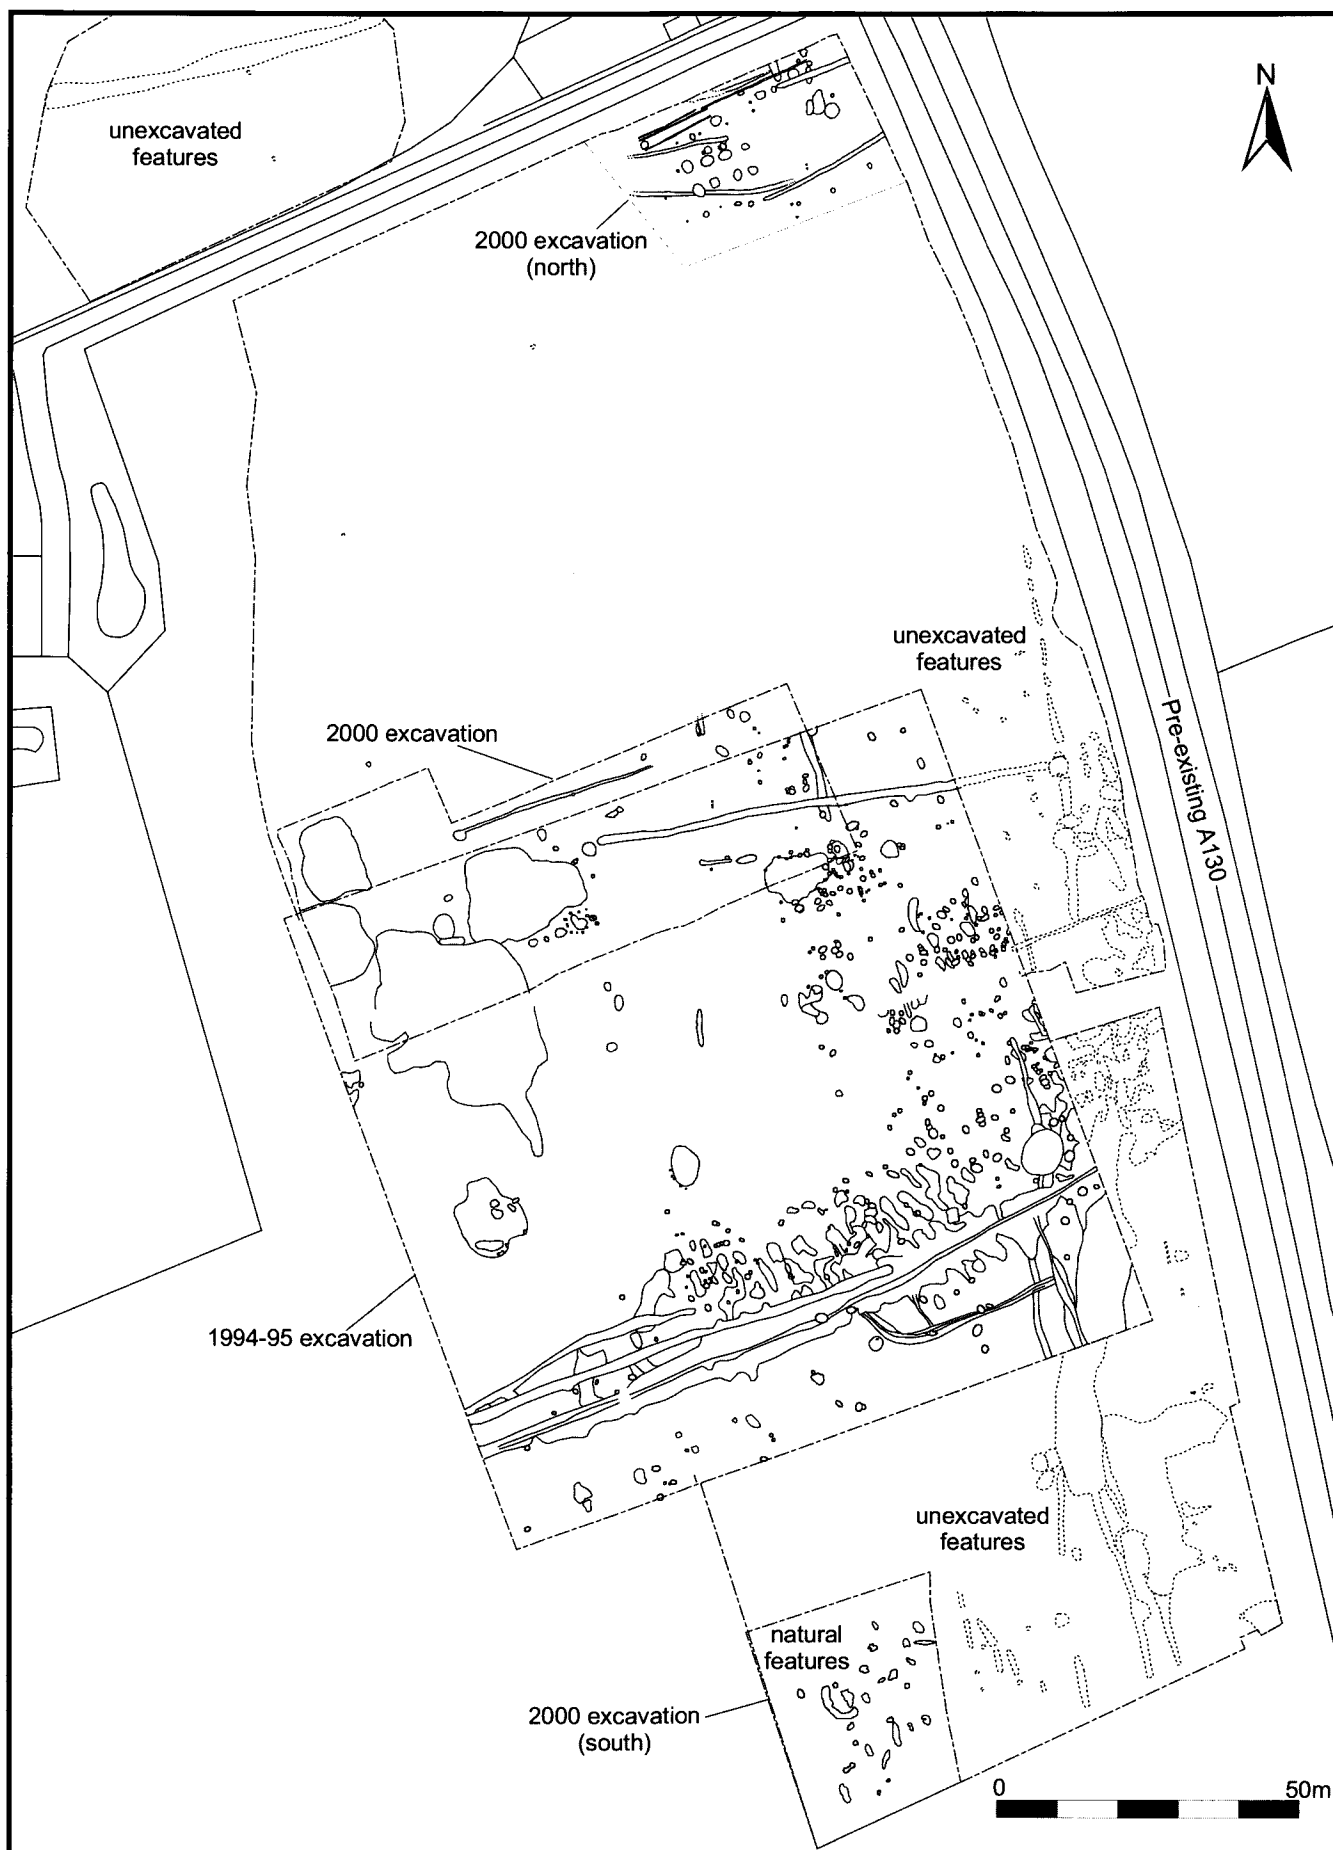 N
unexcavated
features
2000 excavation
(north)
unexcavated
features
2000 excavation
Pre-existing A130
1994-95 excavation
unexcavated
features
natural
features
2000 excavation
(south)
0
50m